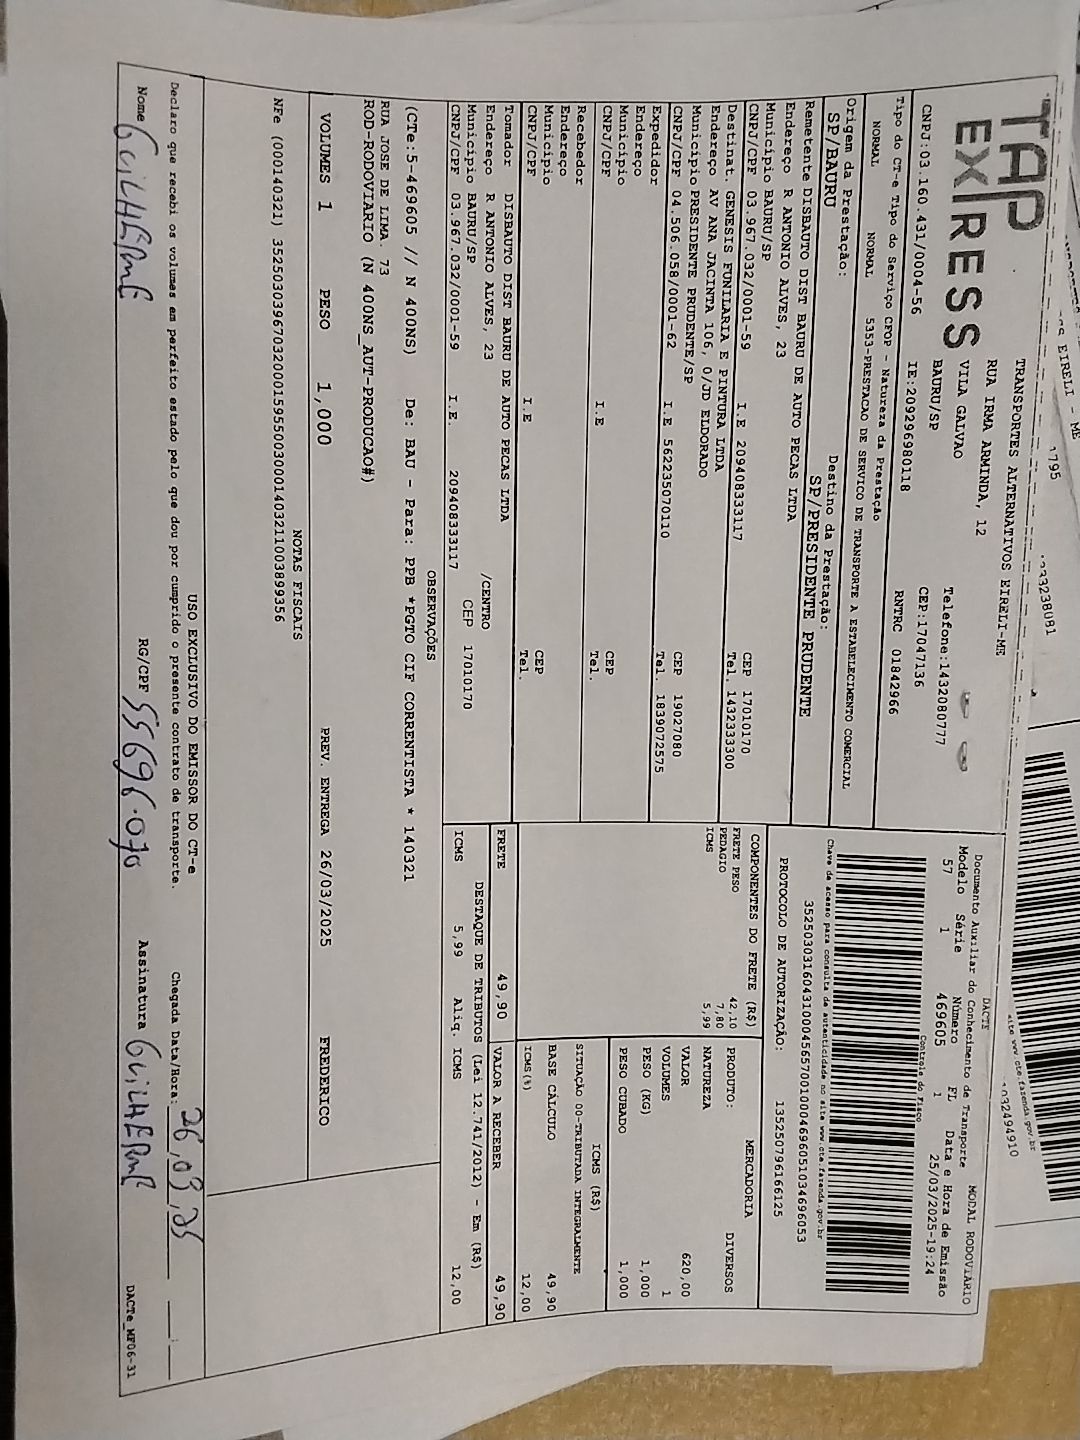 TAP
EXPRESS
TRANSPORTES ALTERNATIVOS EIRELI-ME
RUA IRMA ARMINDA, 12
VILA GALVAO Telefone:1432080777
BAURU/SP CEP:17047136
CNPJ:03.160.431/0004-56 IE:209296980118 RNTRC 01842966
Tipo do CT-e Tipo do Serviço CFOP - Natureza da Prestação
NORMAL NORMAL 5353-PRESTACAO DE SERVICO DE TRANSPORTE A ESTABELECIMENTO COMERCIAL
Origem da Prestação: Destino da Prestação:
SP/BAURU SP/PRESIDENTE PRUDENTE
Remetente DISBAUTO DIST BAURU DE AUTO PECAS LTDA
Endereço R ANTONIO ALVES, 23
Município BAURU/SP CEP 17010170
CNPJ/CPF 03.967.032/0001-59 I.E 209408333117 Tel. 1432333300
Destinat. GENESIS FUNILARIA E PINTURA LTDA
Endereço AV ANA JACINTA 106, 0/JD ELDORADO
Município PRESIDENTE PRUDENTE/SP CEP 19027080
CNPJ/CPF 04.506.058/0001-62 I.E 562235070110 Tel. 1839072575
Expedidor
Endereço
Município CEP
CNPJ/CPF I.E Tel.
Recebedor
Endereço
Município CEP
CNPJ/CPF I.E Tel.
Tomador DISBAUTO DIST BAURU DE AUTO PECAS LTDA
Endereço R ANTONIO ALVES, 23 /CENTRO
Município BAURU/SP CEP 17010170
CNPJ/CPF 03.967.032/0001-59 I.E. 209408333117
DACTE MODAL RODOVIÁRIO
Documento Auxiliar do Conhecimento de Transporte
Modelo Série Número FL Data e Hora de Emissão
57 1 469605 1 25/03/2025-19:24
Controle do Fisco
Chave de acesso para consulta de autenticidade no site www.cte.fazenda.gov.br
35250303160431000456570010004696051034696053
PROTOCOLO DE AUTORIZAÇÃO: 135250796166125
COMPONENTES DO FRETE (R$)
FRETE PESO 42,10
PEDAGIO 7,80
ICMS 5,99
FRETE 49,90
PRODUTO: MERCADORIA
NATUREZA DIVERSOS
VALOR 620,00
VOLUMES 1
PESO (KG) 1,000
PESO CUBADO 1,000
ICMS (R$)
SITUAÇÃO 00-TRIBUTADA INTEGRALMENTE
BASE CÁLCULO 49,90
ICMS(%) 12,00
VALOR A RECEBER 49,90
DESTAQUE DE TRIBUTOS (Lei 12.741/2012) - Em (R$)
ICMS 5,99 Alíq. ICMS 12,00
OBSERVAÇÕES
(CTe:5-469605 // N 400NS) De: BAU - Para: PPB *PGTO CIF CORRENTISTA * 140321
RUA JOSE DE LIMA. 73
ROD-RODOVIARIO (N 400NS_AUT-PRODUCAO#)
VOLUMES 1 PESO 1,000 PREV. ENTREGA 26/03/2025 FREDERICO
NOTAS FISCAIS
NFe (000140321) 35250303967032000159550030001403211003899356
USO EXCLUSIVO DO EMISSOR DO CT-e
Declaro que recebi os volumes em perfeito estado pelo que dou por cumprido o presente contrato de transporte. Chegada Data/Hora: 26,03,25
Nome GUILHERME RG/CPF 55696.070 Assinatura GUILHERME
DACTe_MF06-31
EIRELI - ME
1795
site www.cte.fazenda.gov.br